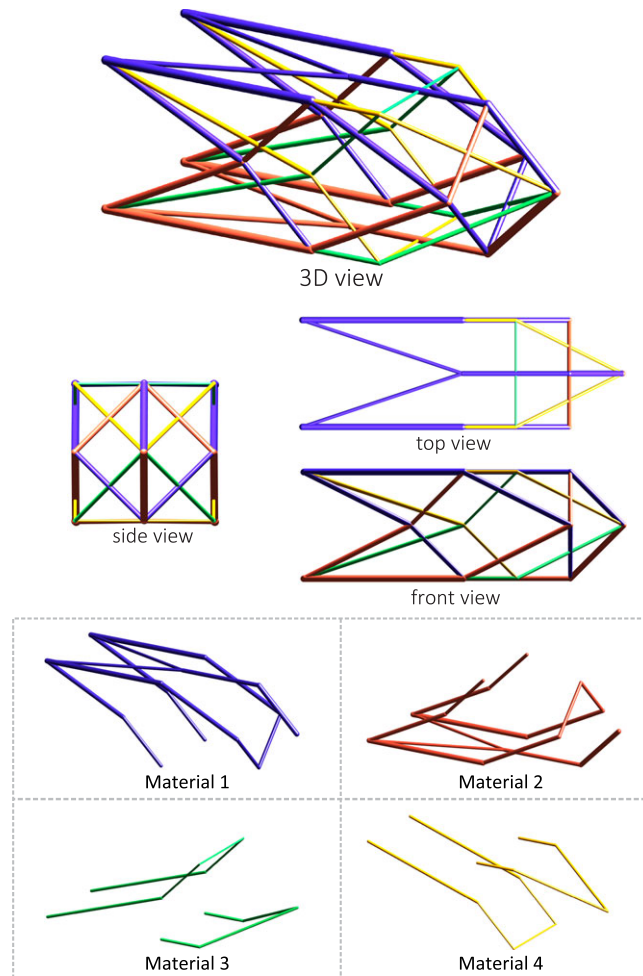 3D view
top view
side view
front view
Material 1
Material 2
Material 3
Material 4